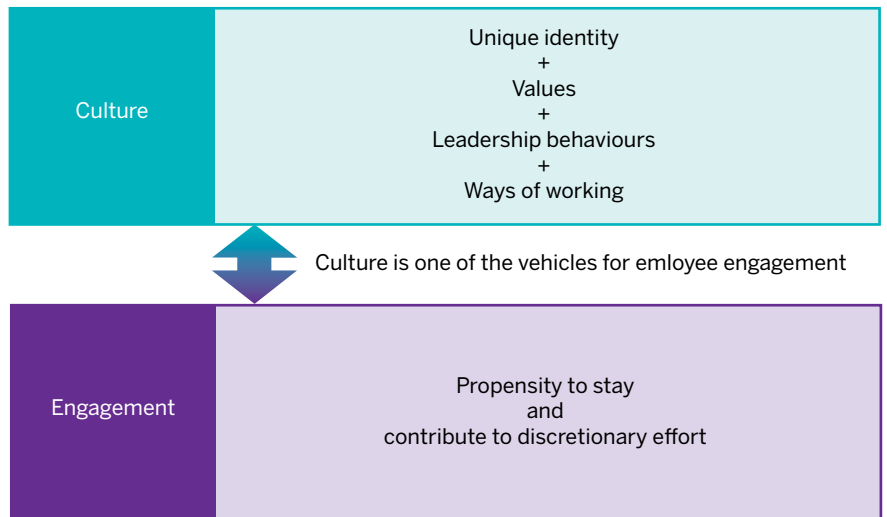 Culture
Unique identity
+
Values
+
Leadership behaviours
+
Ways of working
Culture is one of the vehicles for emloyee engagement
Engagement
Propensity to stay
and
contribute to discretionary effort